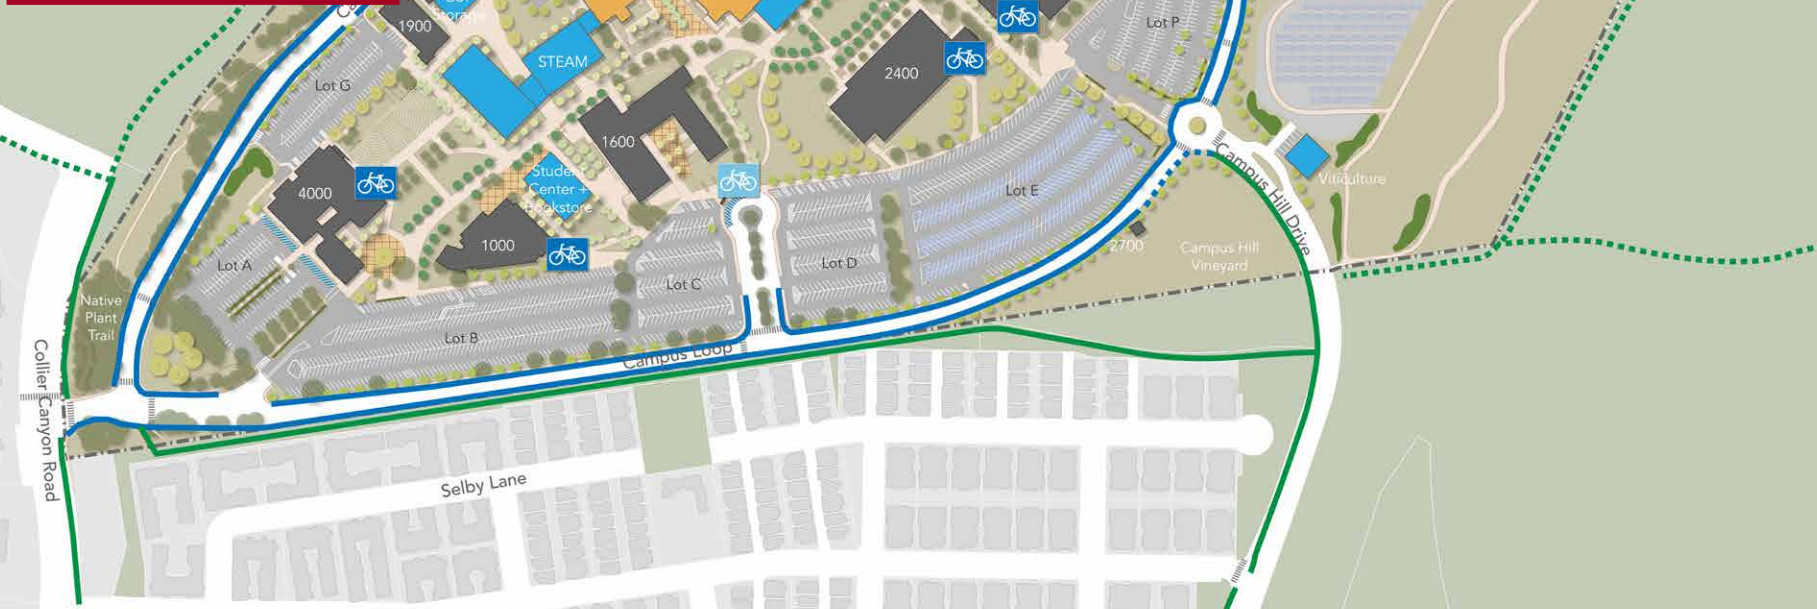 1900
Storage
Lot P
STEAM
2400
Lot G
1600
Student
Center +
Bookstore
4000
Lot E
Campus Hill Drive
Viticulture
1000
2700
Campus Hill
Vineyard
Lot A
Lot D
Lot C
Native
Plant
Trail
Lot B
Campus Loop
Collier Canyon Road
Selby Lane